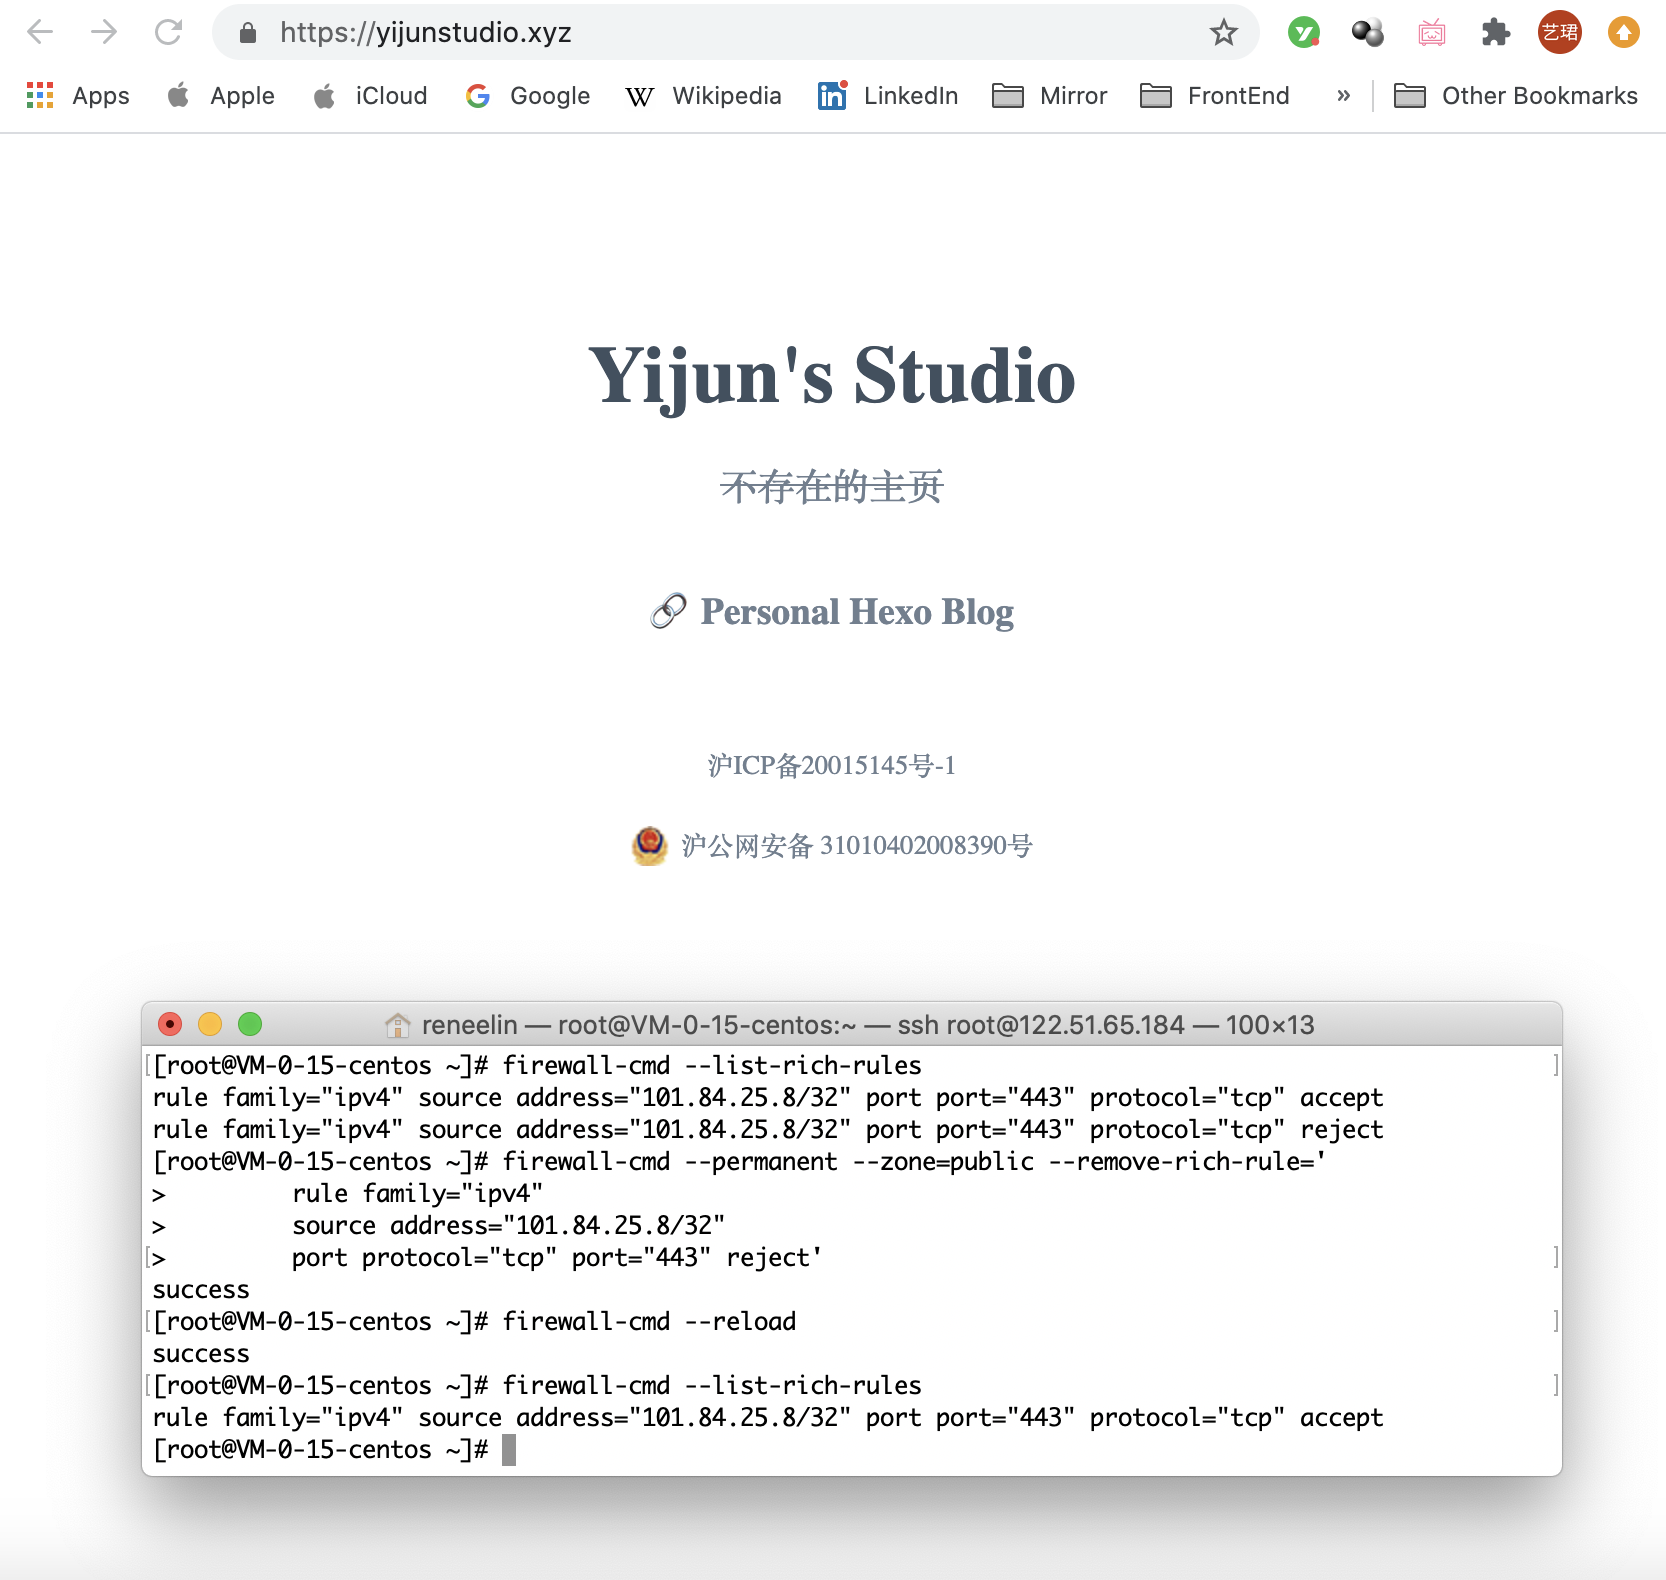 https://yijunstudio.xyz
艺珺
Apps Apple iCloud Google Wikipedia LinkedIn Mirror FrontEnd » Other Bookmarks
Yijun's Studio
不存在的主页
Personal Hexo Blog
沪ICP备20015145号-1
沪公网安备 31010402008390号
reneelin — root@VM-0-15-centos:~ — ssh root@122.51.65.184 — 100×13
[root@VM-0-15-centos ~]# firewall-cmd --list-rich-rules
rule family="ipv4" source address="101.84.25.8/32" port port="443" protocol="tcp" accept
rule family="ipv4" source address="101.84.25.8/32" port port="443" protocol="tcp" reject
[root@VM-0-15-centos ~]# firewall-cmd --permanent --zone=public --remove-rich-rule='
> rule family="ipv4"
> source address="101.84.25.8/32"
> port protocol="tcp" port="443" reject'
success
[root@VM-0-15-centos ~]# firewall-cmd --reload
success
[root@VM-0-15-centos ~]# firewall-cmd --list-rich-rules
rule family="ipv4" source address="101.84.25.8/32" port port="443" protocol="tcp" accept
[root@VM-0-15-centos ~]#